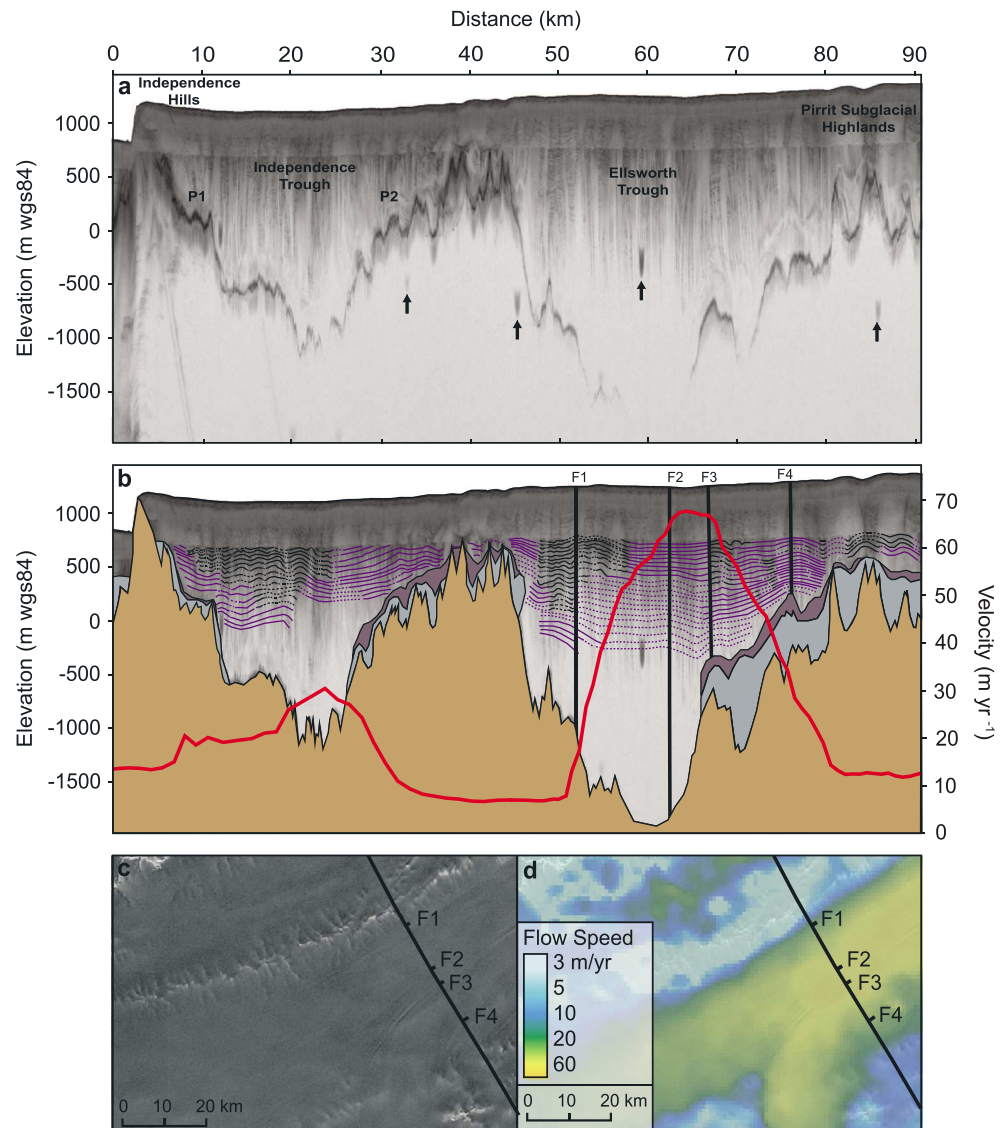 Distance (km)
0 10 20 30 40 50 60 70 80 90
a
Independence
Hills
Pirrit Subglacial
Highlands
Independence
Trough
Ellsworth
Trough
P1
P2
Elevation (m wgs84)
1000
500
0
-500
-1000
-1500
b
F1
F2
F3
F4
Elevation (m wgs84)
1000
500
0
-500
-1000
-1500
70
60
50
40
30
20
10
0
Velocity (m yr -1)
c
F1
F2
F3
F4
0 10 20 km
d
F1
F2
F3
F4
Flow Speed
3 m/yr
5
10
20
60
0 10 20 km